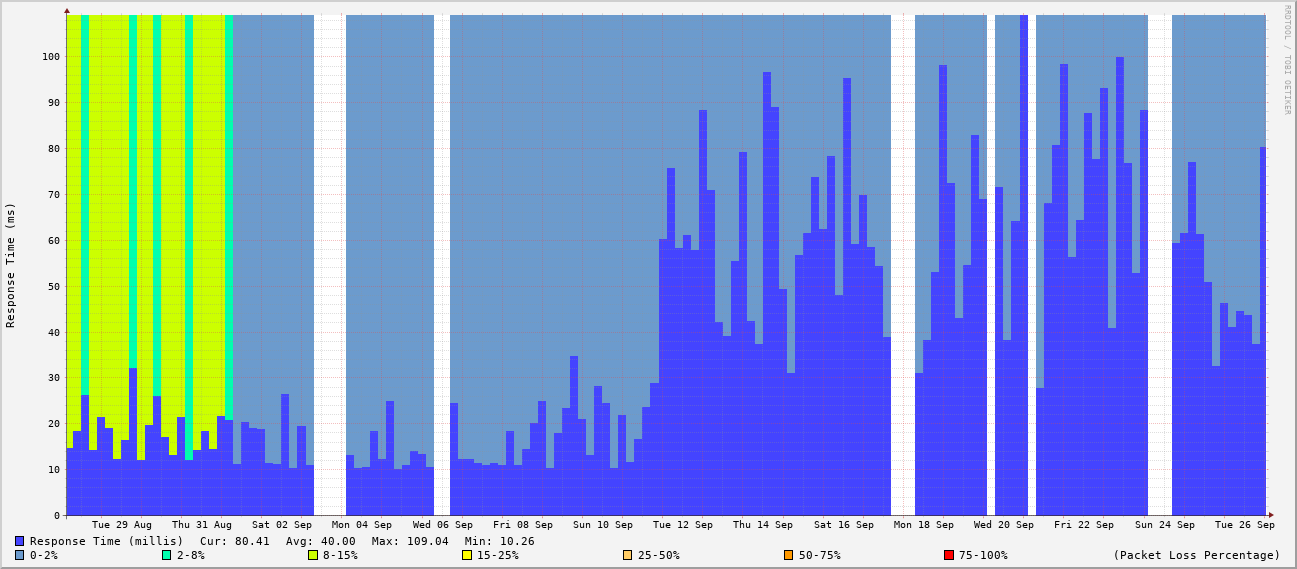 RRDTOOL / TOBI OETIKER
Response Time (ms)
100
90
80
70
60
50
40
30
20
10
0
Tue 29 Aug Thu 31 Aug Sat 02 Sep Mon 04 Sep Wed 06 Sep Fri 08 Sep Sun 10 Sep Tue 12 Sep Thu 14 Sep Sat 16 Sep Mon 18 Sep Wed 20 Sep Fri 22 Sep Sun 24 Sep Tue 26 Sep
Response Time (millis) Cur: 80.41 Avg: 40.00 Max: 109.04 Min: 10.26
0-2% 2-8% 8-15% 15-25% 25-50% 50-75% 75-100% (Packet Loss Percentage)